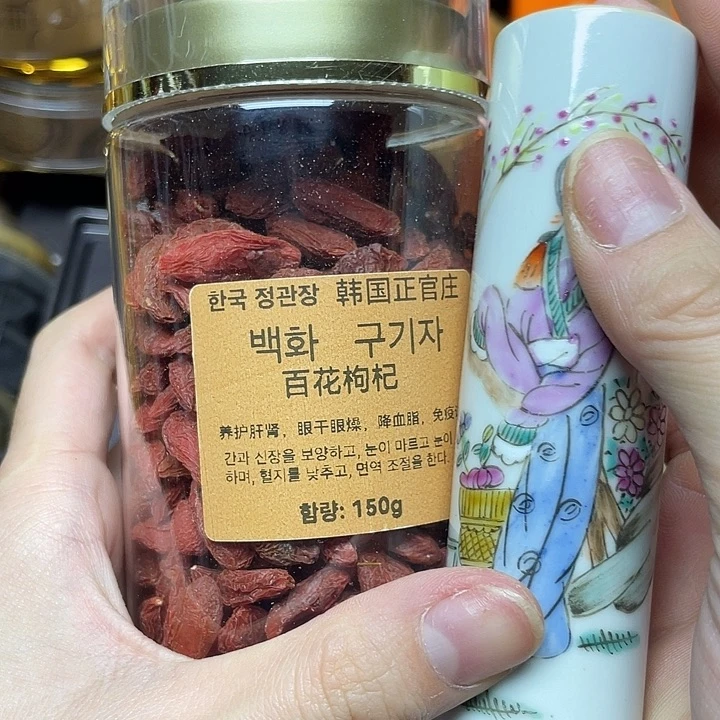 한국 정관장 韩国正官庄
백화 구기자
百花枸杞
养护肝肾，眼干眼燥，降血脂，免疫
간과 신장을 보양하고, 눈이 마르고 눈이
하며, 혈지를 낮추고, 면역 조절을 한다.
함량: 150g